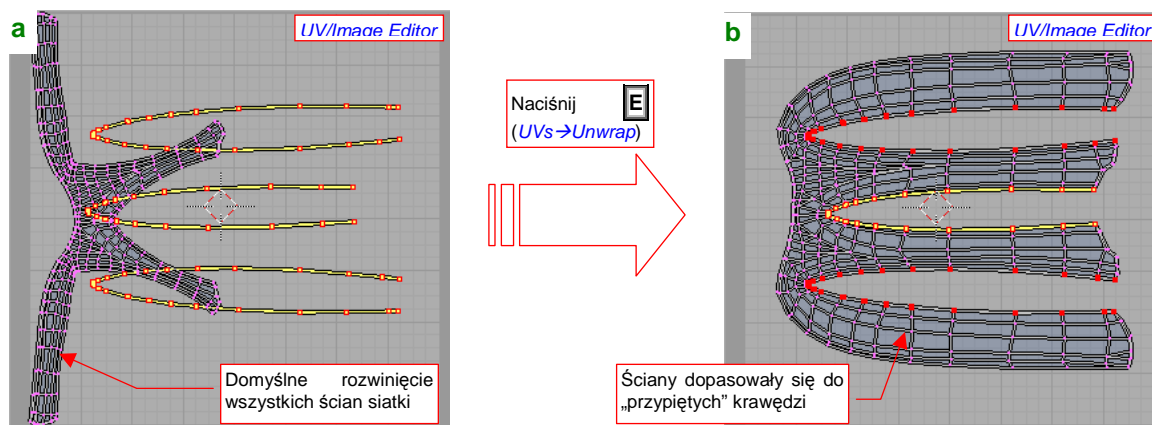 a
UV/Image Editor
Domyślne rozwinięcie
wszystkich ścian siatki
Naciśnij E
(UVs→Unwrap)
b
UV/Image Editor
Ściany dopasowały się do
„przypiętych” krawędzi